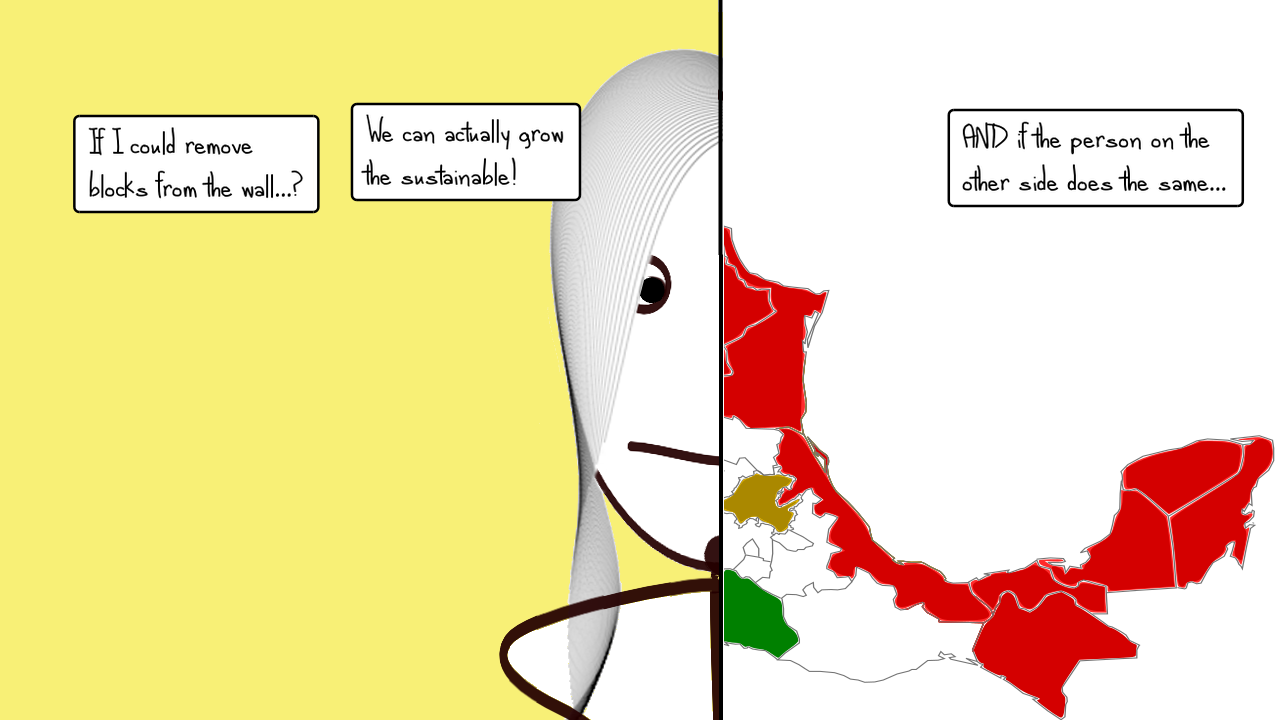 If I could remove
blocks from the wall...?
We can actually grow
the sustainable!
AND if the person on the
other side does the same...